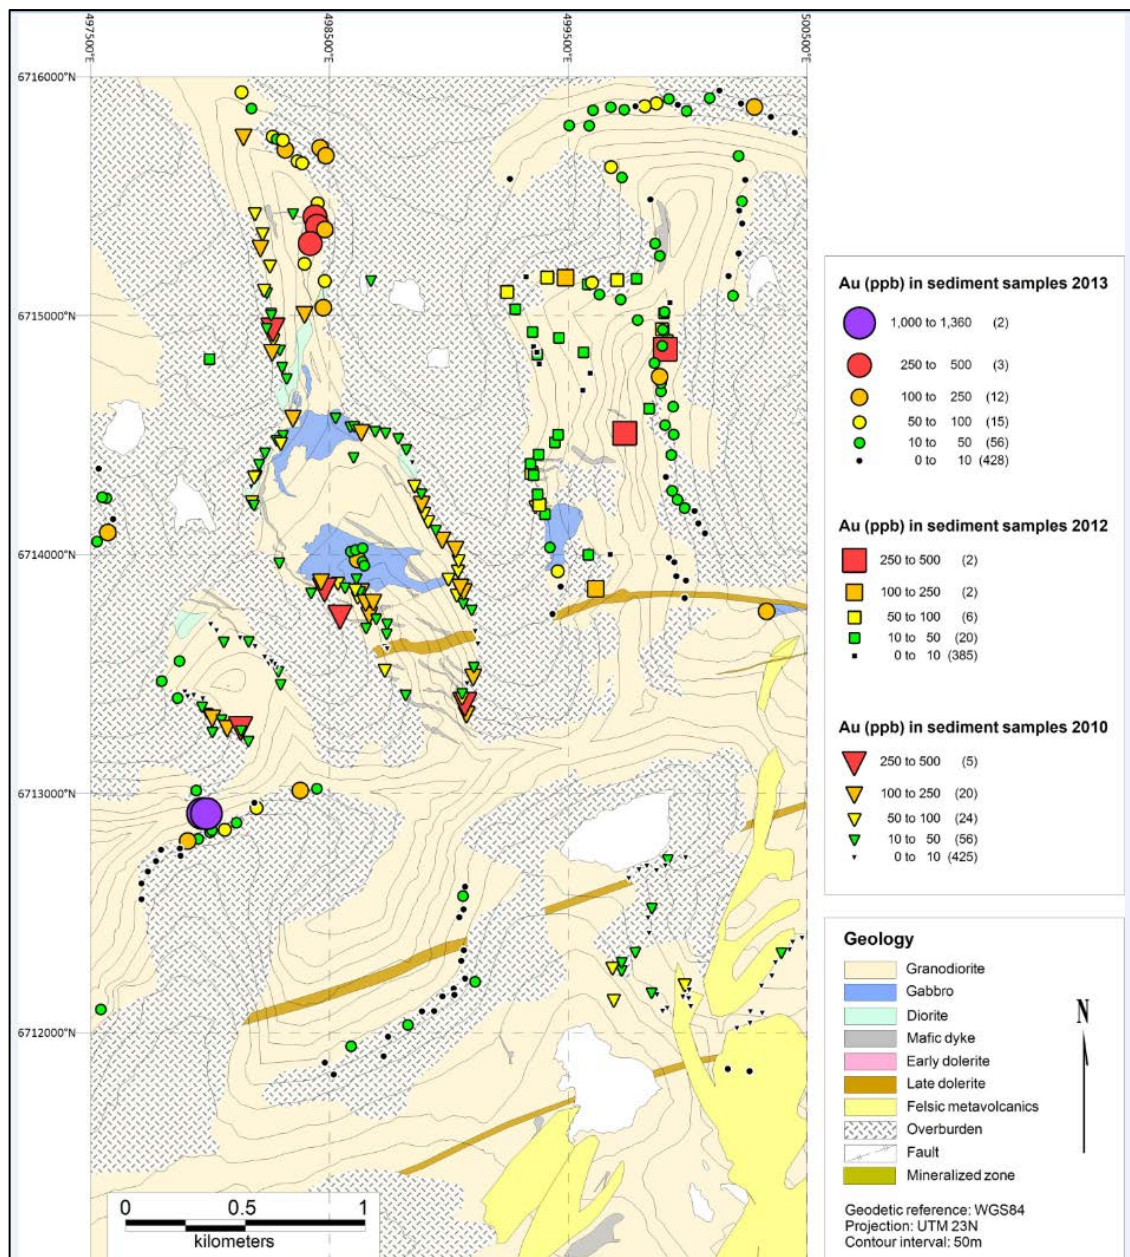 497500°E
498500°E
499500°E
500500°E
6716000°N
6715000°N
6714000°N
6713000°N
6712000°N
0 0.5 1
kilometers
Au (ppb) in sediment samples 2013
1,000 to 1,360 (2)
250 to 500 (3)
100 to 250 (12)
50 to 100 (15)
10 to 50 (56)
0 to 10 (428)
Au (ppb) in sediment samples 2012
250 to 500 (2)
100 to 250 (2)
50 to 100 (6)
10 to 50 (20)
0 to 10 (385)
Au (ppb) in sediment samples 2010
250 to 500 (5)
100 to 250 (20)
50 to 100 (24)
10 to 50 (56)
0 to 10 (425)
Geology
Granodiorite
Gabbro
Diorite
Mafic dyke
Early dolerite
Late dolerite
Felsic metavolcanics
Overburden
Fault
Mineralized zone
N
Geodetic reference: WGS84
Projection: UTM 23N
Contour interval: 50m